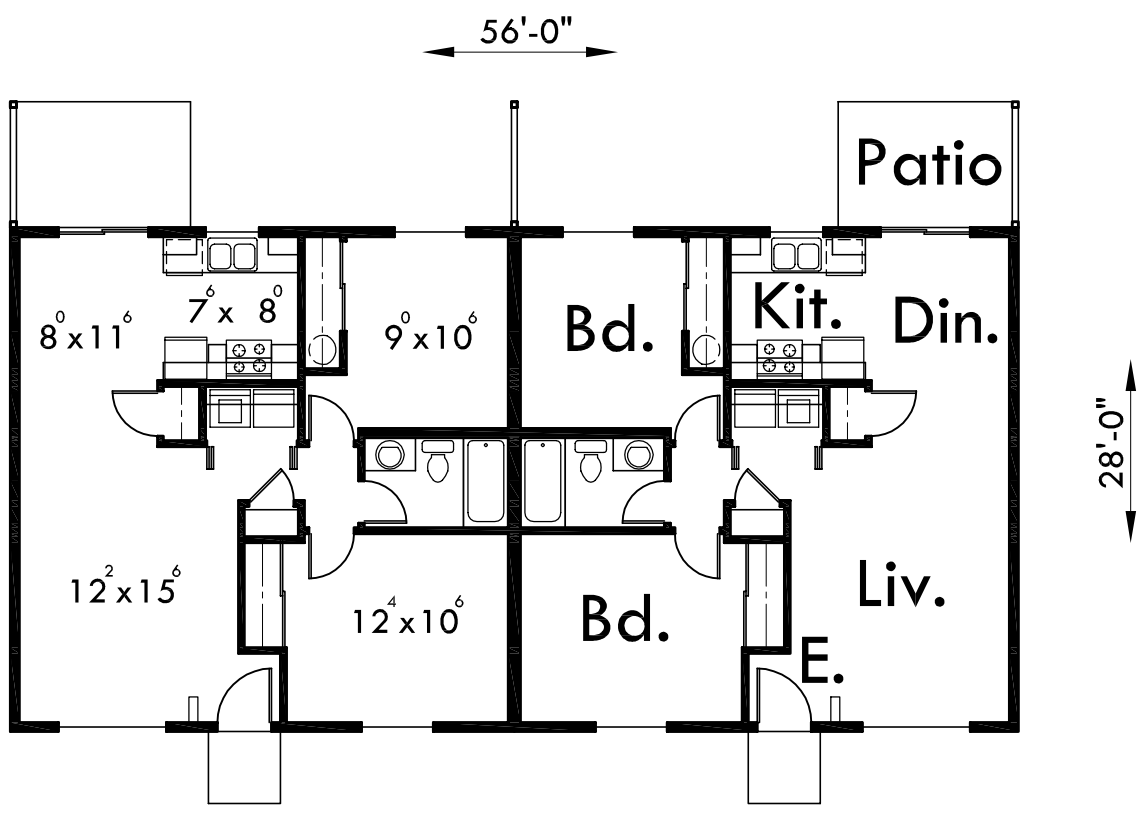 56'-0"
Patio
8⁰x11⁶
7⁶x 8⁰
9⁰x10⁶
Bd.
Kit.
Din.
28'-0"
12²x15⁶
12⁴x10⁶
Bd.
Liv.
E.